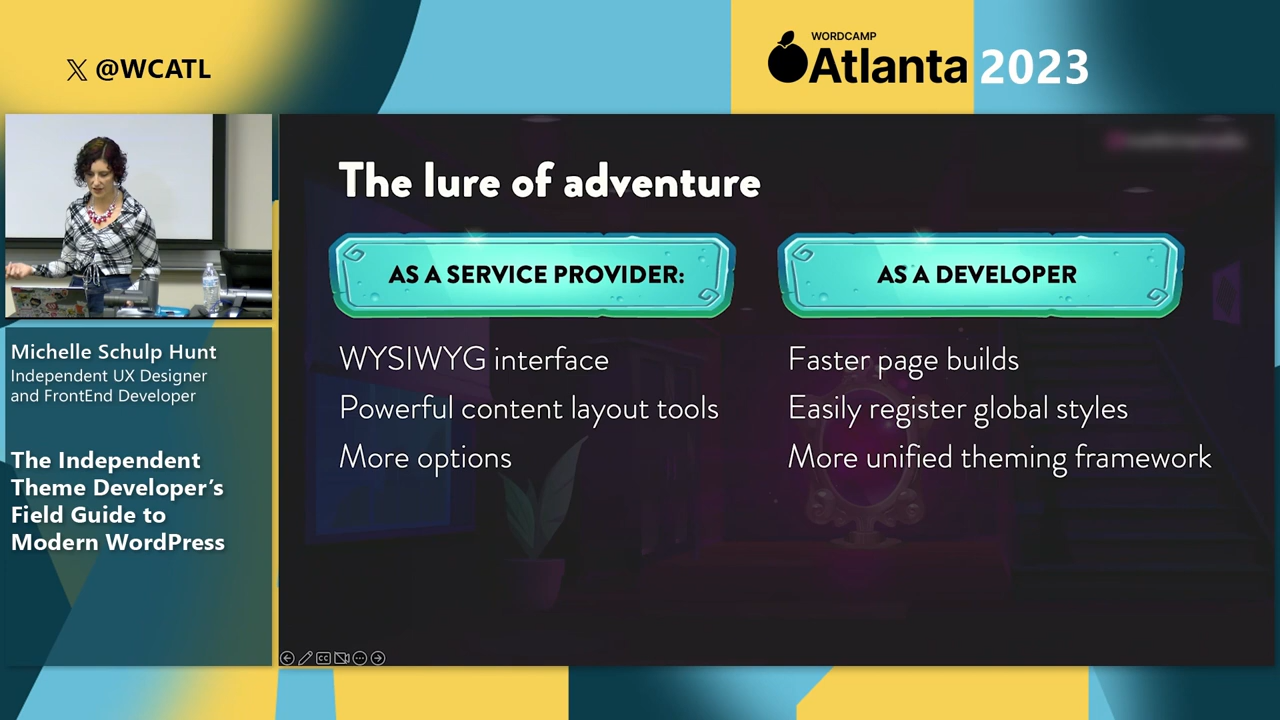 X @WCATL
WORDCAMP
Atlanta 2023
The lure of adventure
AS A SERVICE PROVIDER:
AS A DEVELOPER
WYSIWYG interface
Powerful content layout tools
More options
Faster page builds
Easily register global styles
More unified theming framework
Michelle Schulp Hunt
Independent UX Designer
and FrontEnd Developer
The Independent
Theme Developer’s
Field Guide to
Modern WordPress
CC